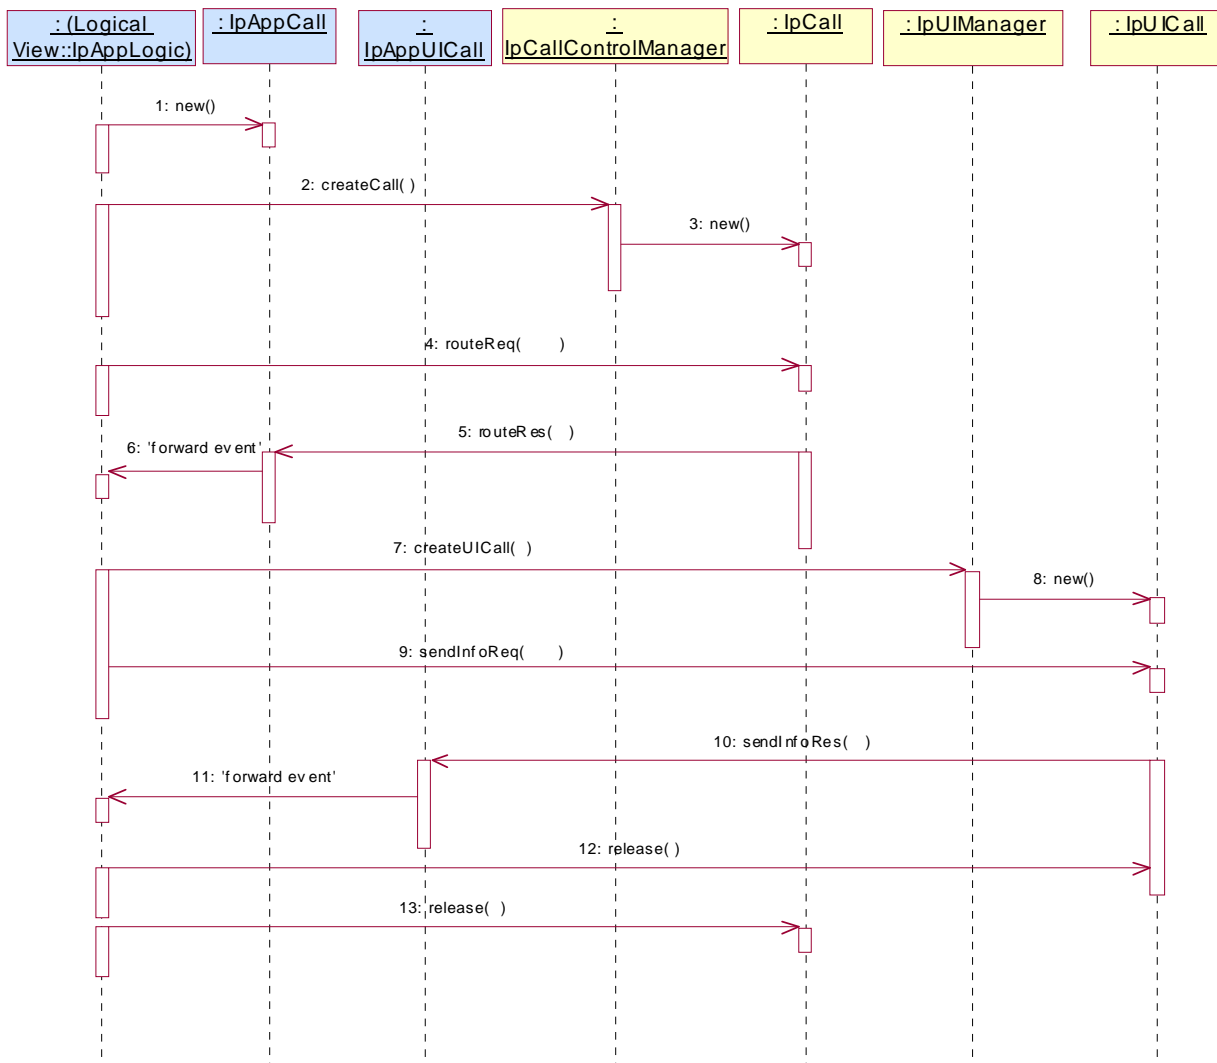 : (Logical
View::IpAppLogic)
: IpAppCall
:
IpAppUICall
:
IpCallControlManager
: IpCall
: IpUIManager
: IpUICall
1: new()
2: createCall( )
3: new()
4: routeReq( )
5: routeRes( )
6: 'forward event'
7: createUICall( )
8: new()
9: sendInfoReq( )
10: sendInfoRes( )
11: 'forward event'
12: release( )
13: release( )